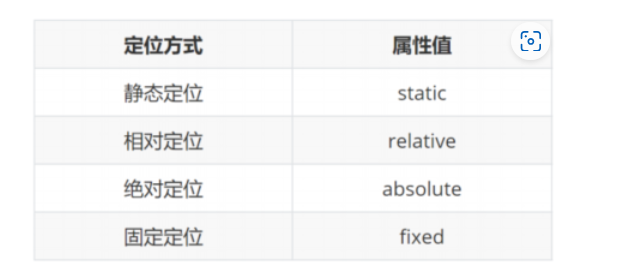 定位方式 属性值
静态定位 static
相对定位 relative
绝对定位 absolute
固定定位 fixed